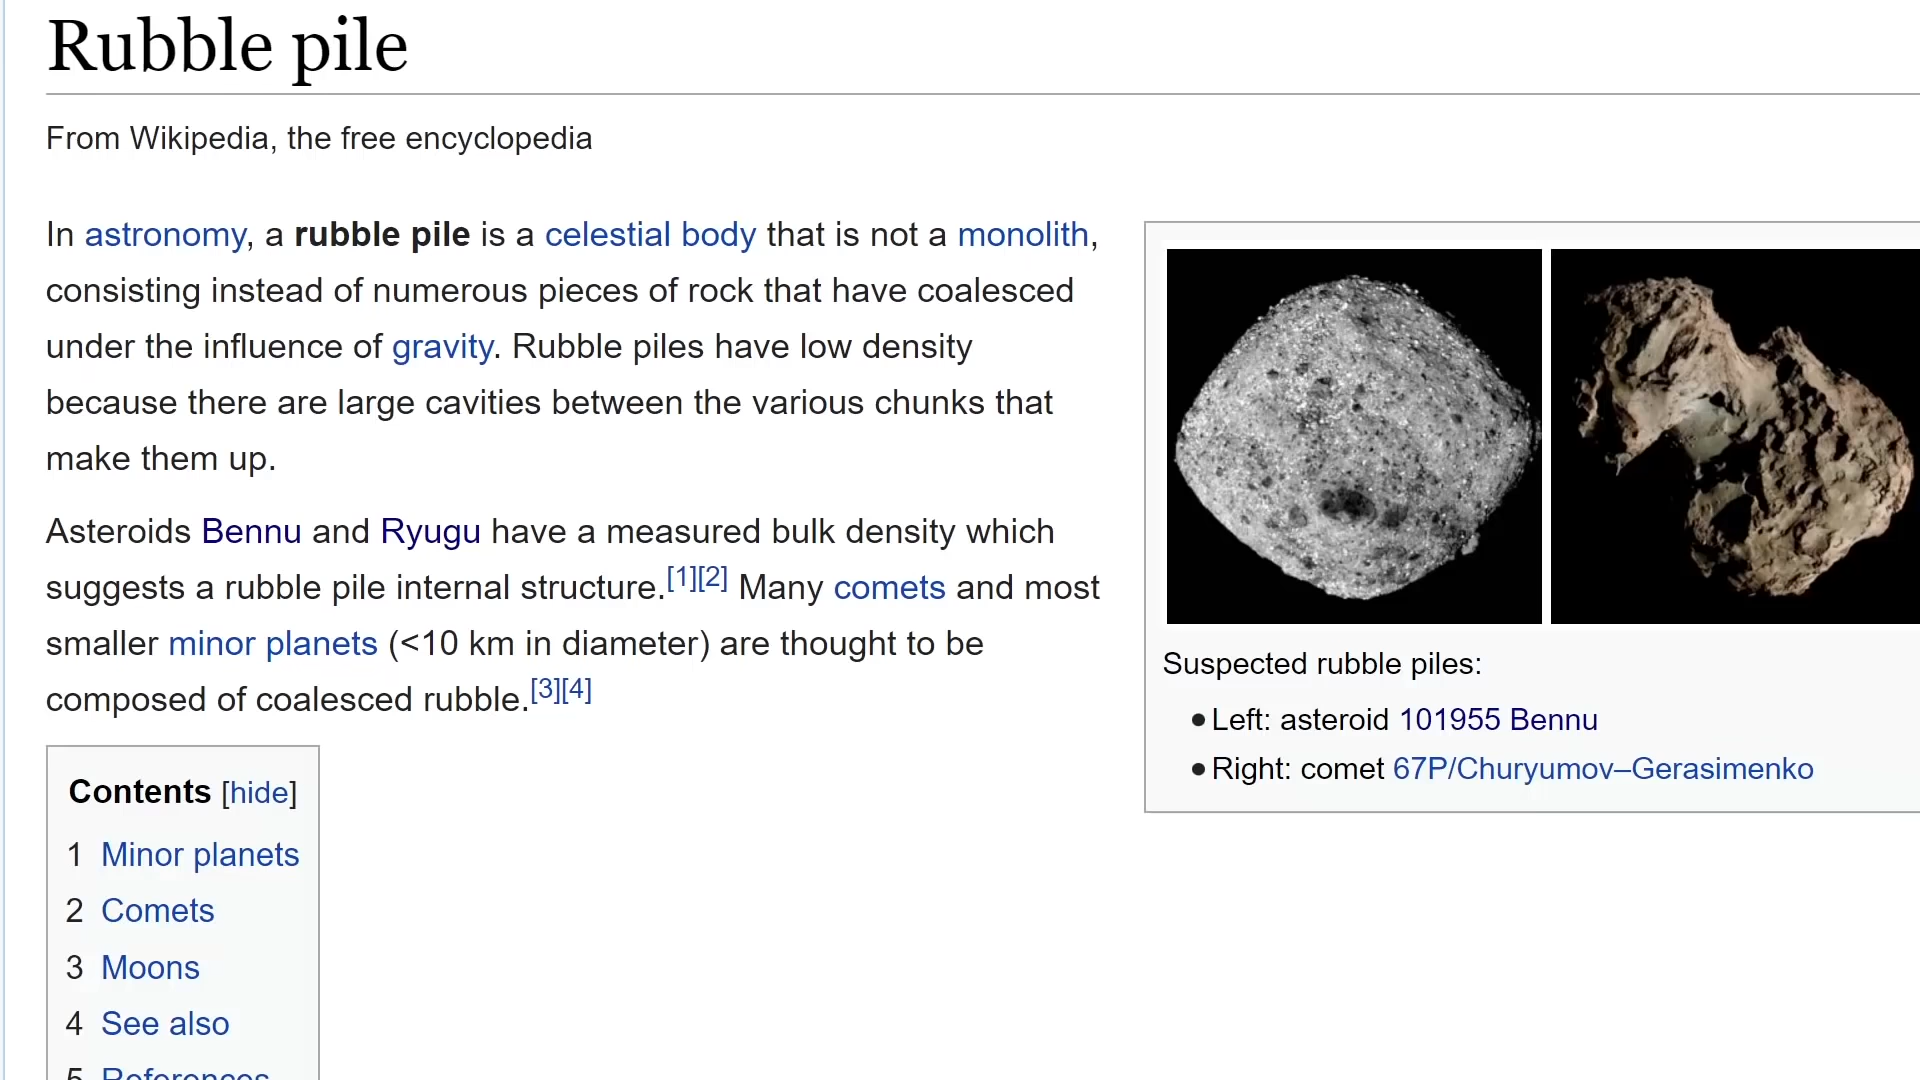 Rubble pile
From Wikipedia, the free encyclopedia
In astronomy, a rubble pile is a celestial body that is not a monolith,
consisting instead of numerous pieces of rock that have coalesced
under the influence of gravity. Rubble piles have low density
because there are large cavities between the various chunks that
make them up.
Asteroids Bennu and Ryugu have a measured bulk density which
suggests a rubble pile internal structure.[1][2] Many comets and most
smaller minor planets (<10 km in diameter) are thought to be
composed of coalesced rubble.[3][4]
Suspected rubble piles:
• Left: asteroid 101955 Bennu
• Right: comet 67P/Churyumov–Gerasimenko
Contents [hide]
1 Minor planets
2 Comets
3 Moons
4 See also
5 References